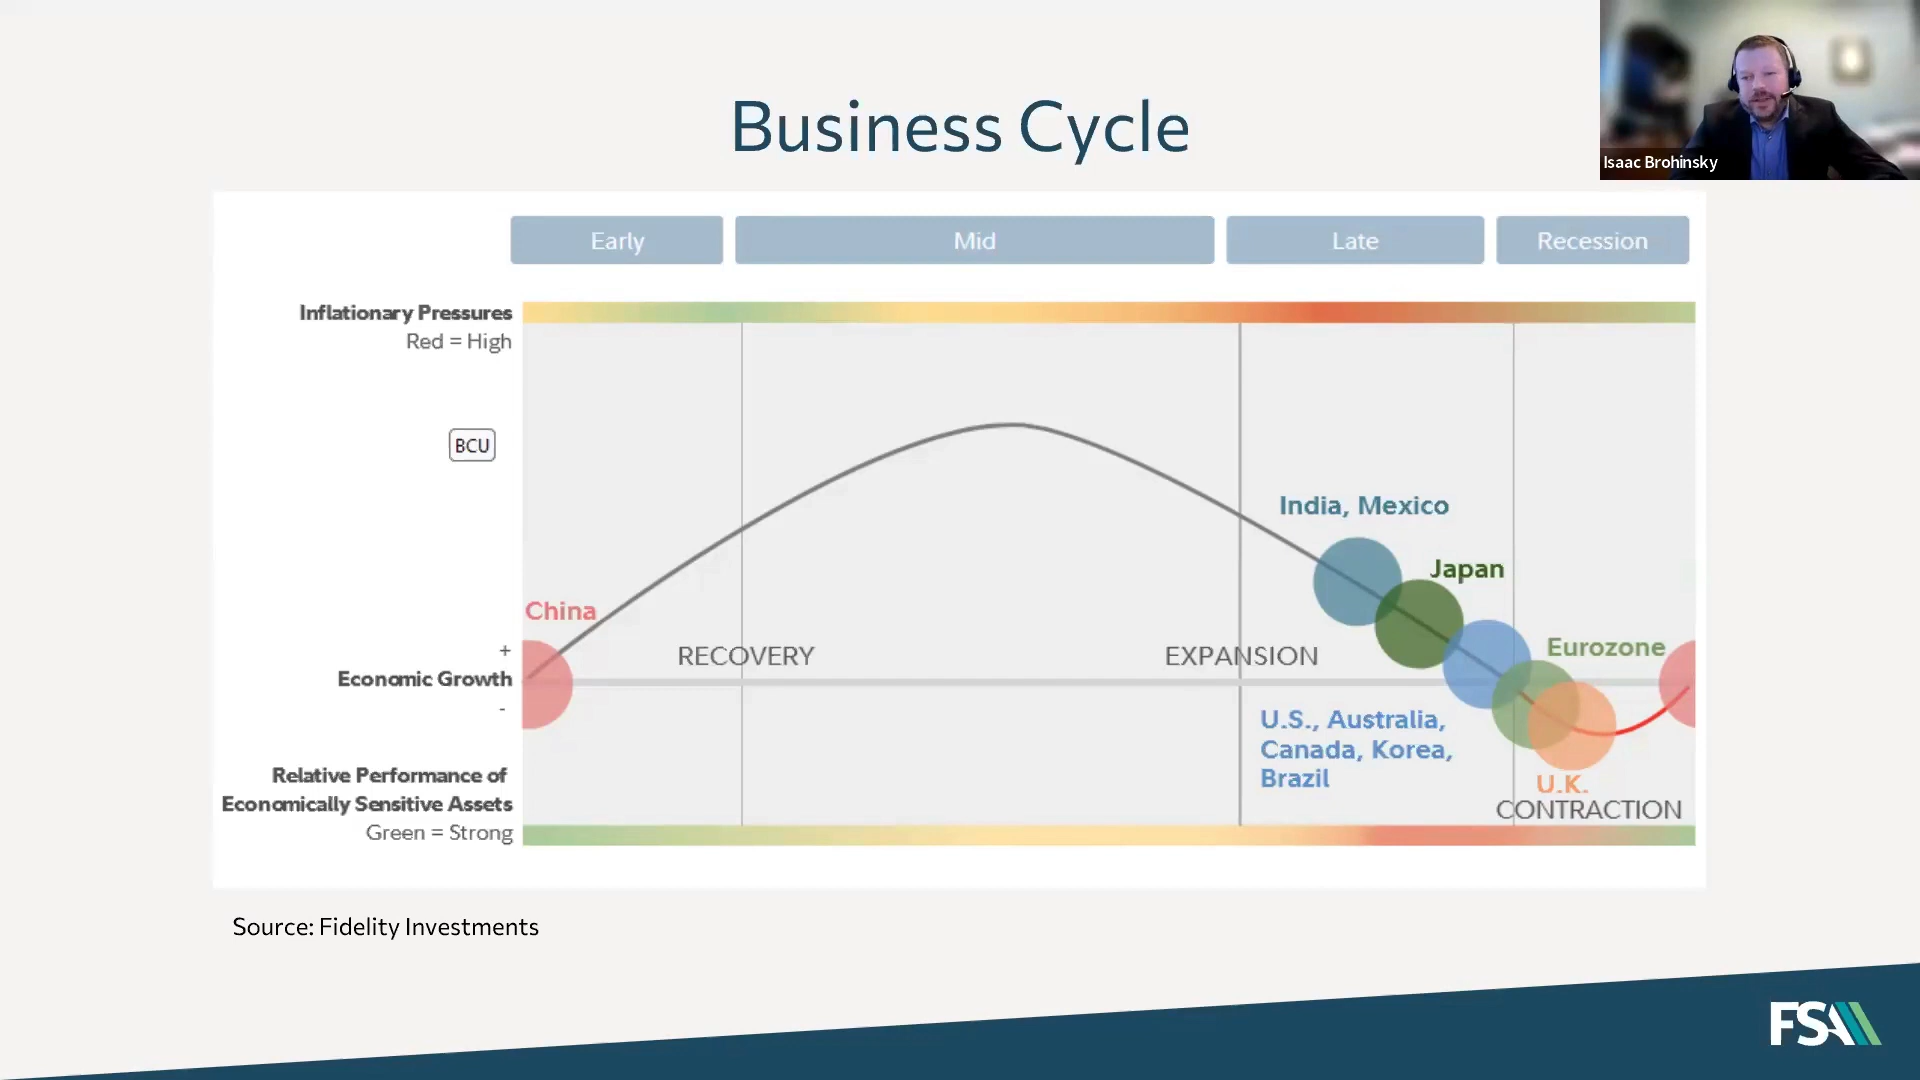 Business Cycle
Isaac Brohinsky
Early
Mid
Late
Recession
Inflationary Pressures
Red = High
BCU
India, Mexico
Japan
China
RECOVERY
EXPANSION
Eurozone
+
Economic Growth
-
U.S., Australia,
Canada, Korea,
Brazil
U.K.
CONTRACTION
Relative Performance of
Economically Sensitive Assets
Green = Strong
Source: Fidelity Investments
FSA